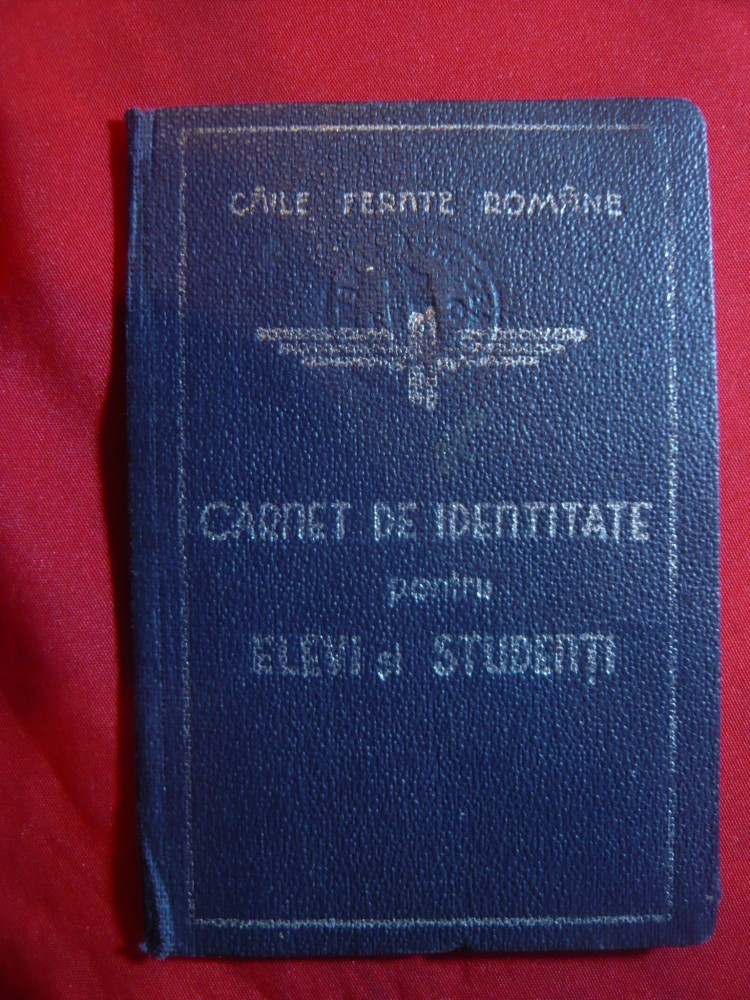 CĂILE FERATE ROMÂNE
CARNET DE IDENTITATE
pentru
ELEVI și STUDENȚI